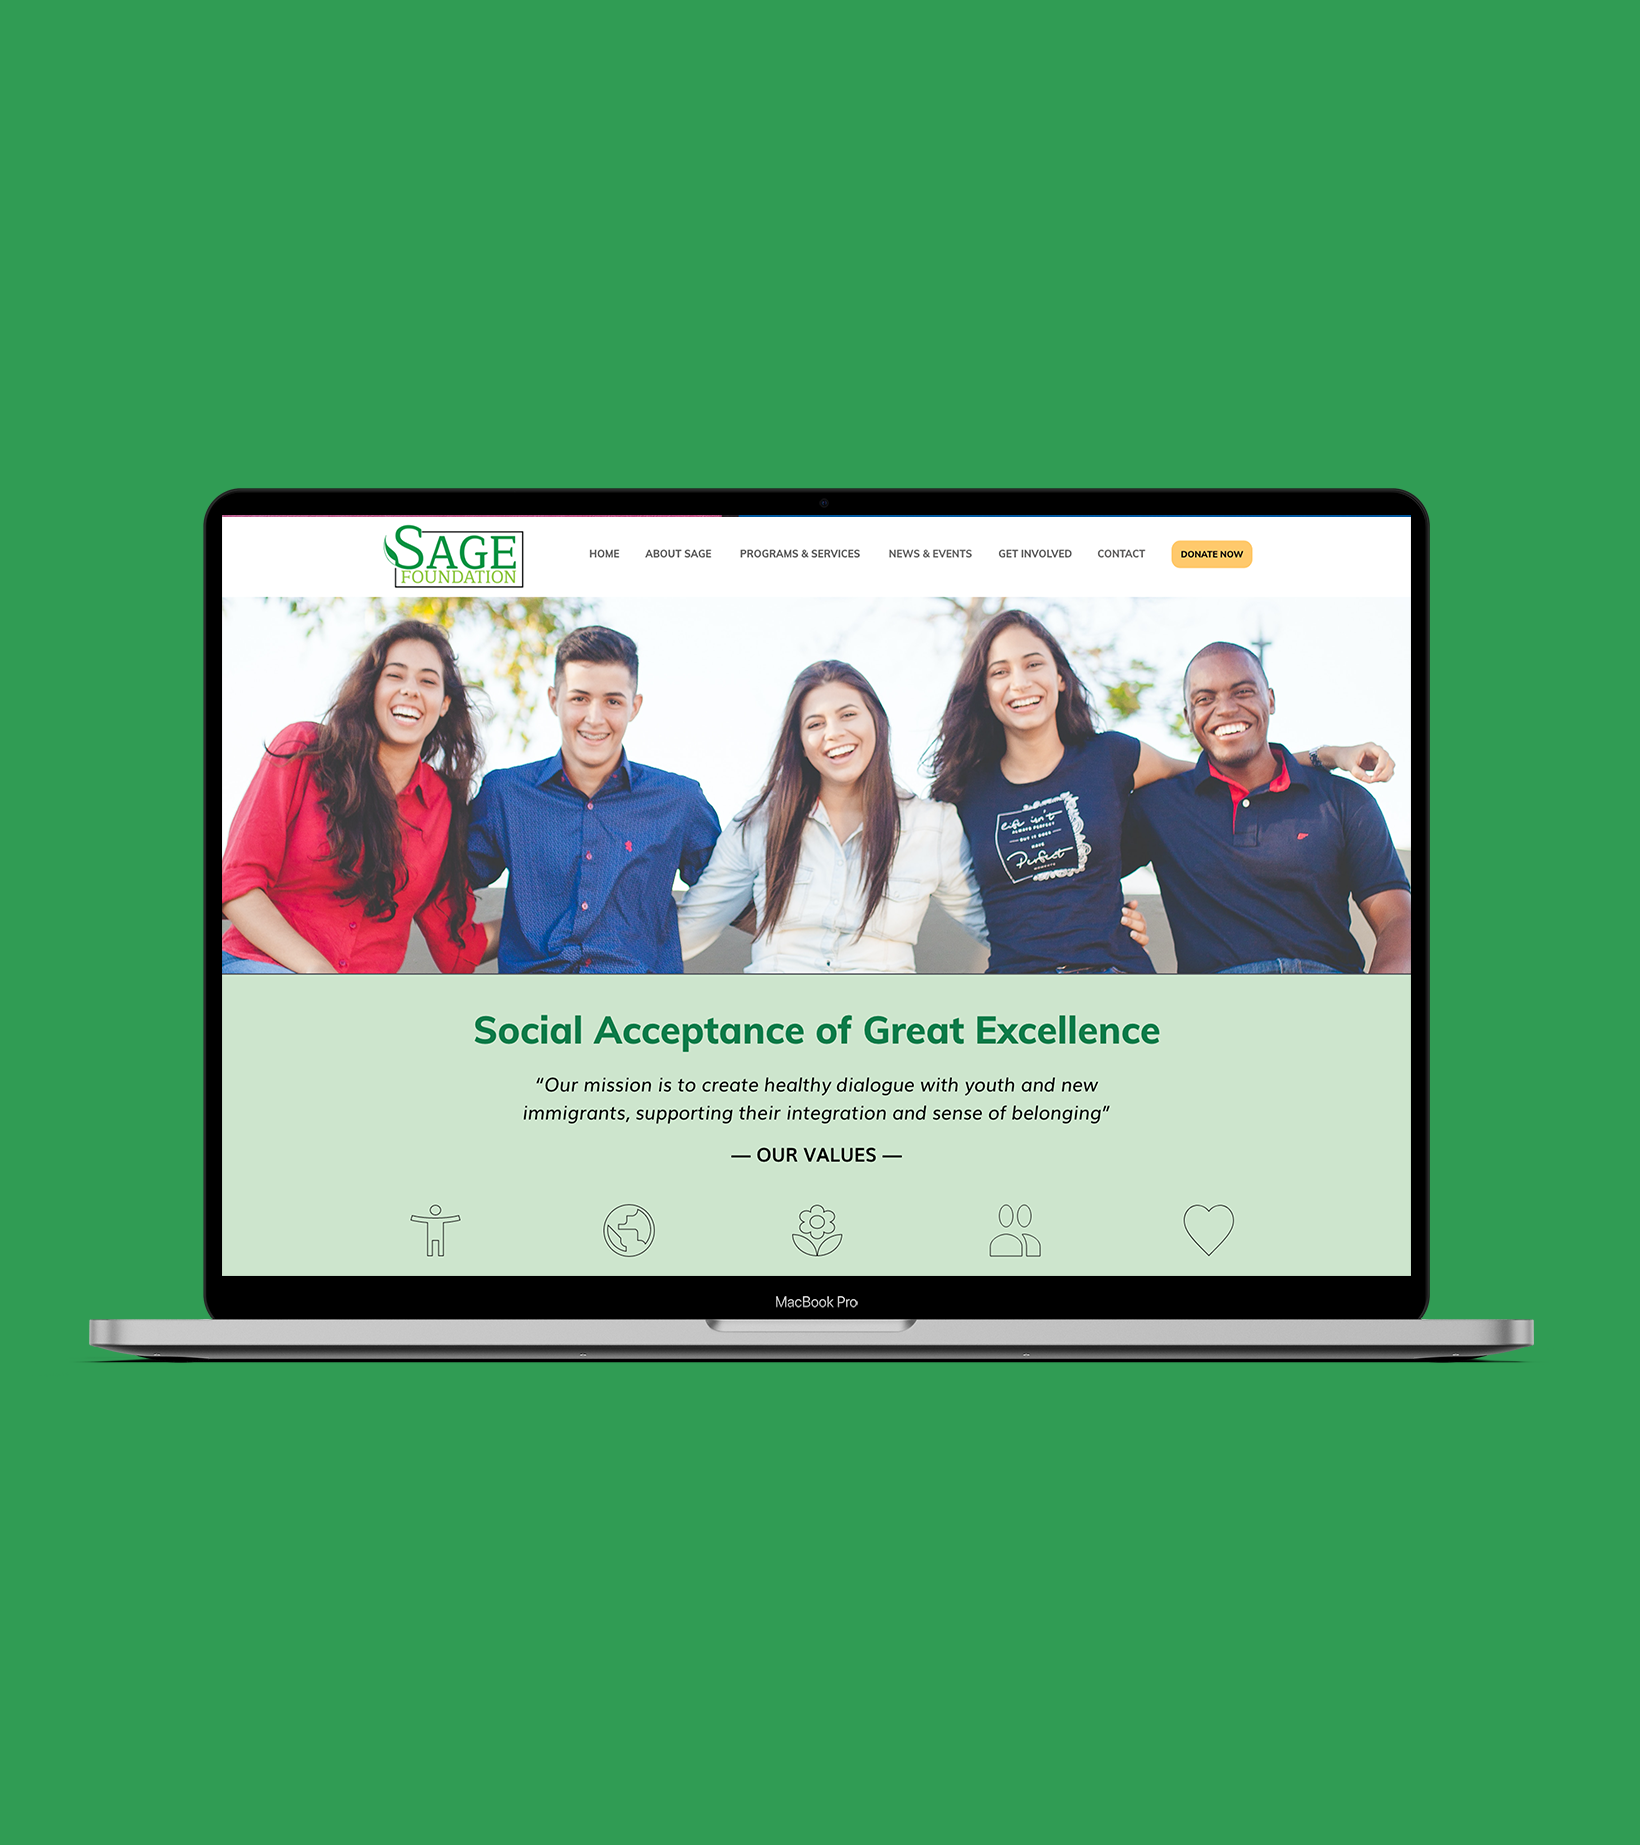 SAGE
FOUNDATION
HOME ABOUT SAGE PROGRAMS & SERVICES NEWS & EVENTS GET INVOLVED CONTACT DONATE NOW
Life isn't
ALWAYS PERFECT
BUT IT DOES
HAVE
Perfect
MOMENTS
Social Acceptance of Great Excellence
“Our mission is to create healthy dialogue with youth and new
immigrants, supporting their integration and sense of belonging”
— OUR VALUES —
MacBook Pro